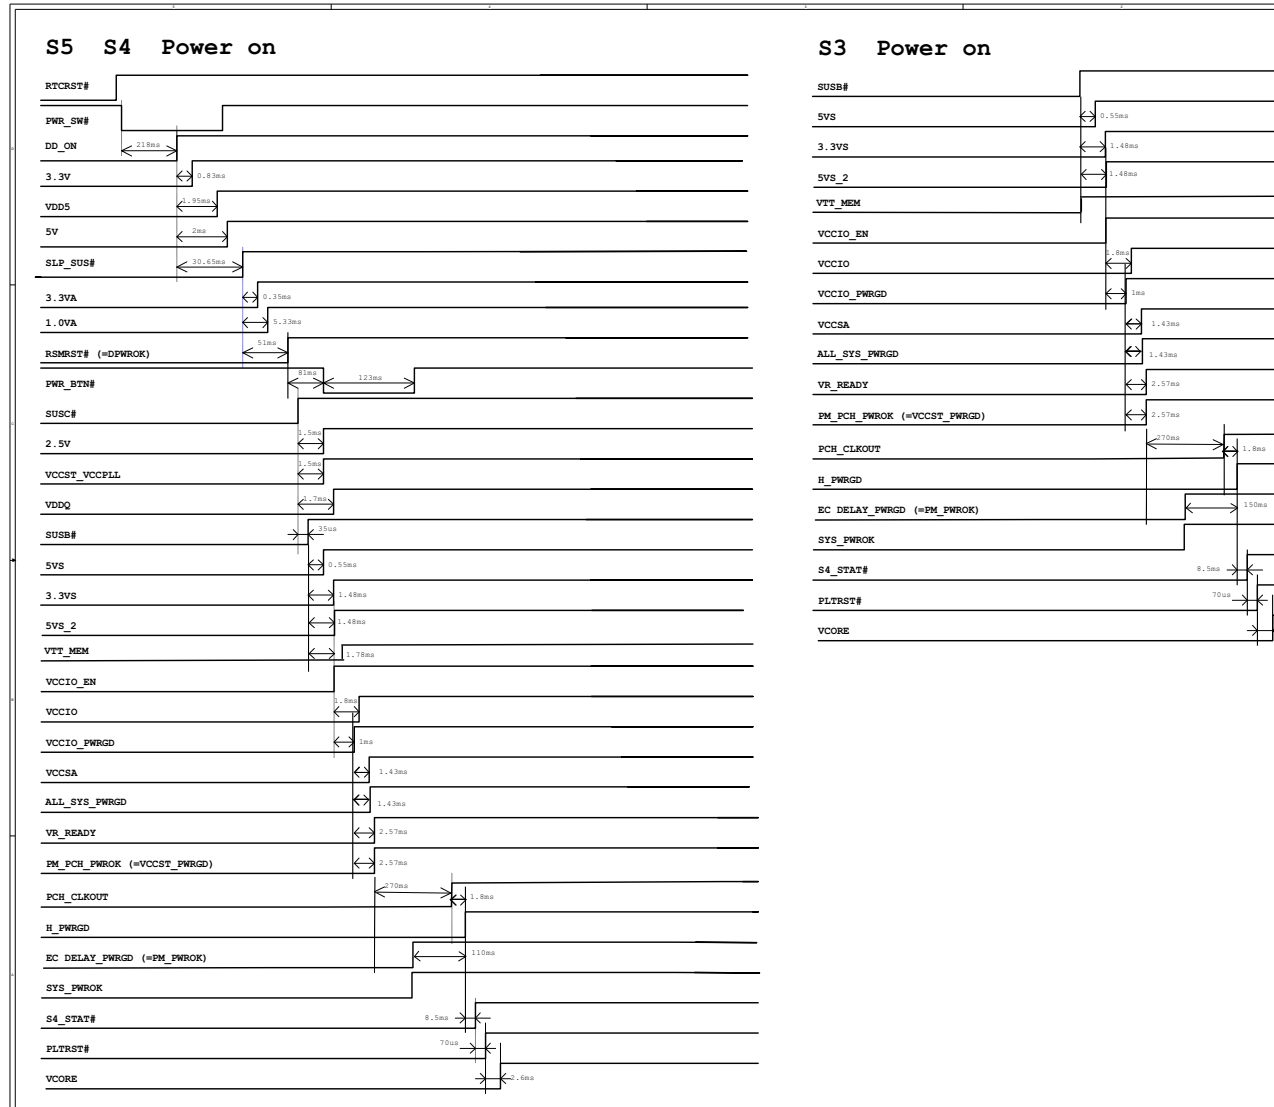 S5 S4 Power on
RTCRST#
PWR_SW#
DD_ON
218ms
3.3V
0.83ms
VDD5
1.95ms
5V
2ms
SLP_SUS#
30.65ms
3.3VA
0.35ms
1.0VA
5.33ms
RSMRST# (=DPWROK)
51ms
PWR_BTN#
81ms
123ms
SUSC#
2.5V
1.5ms
VCCST_VCCPLL
1.5ms
VDDQ
1.7ms
SUSB#
35us
5VS
0.55ms
3.3VS
1.48ms
5VS_2
1.48ms
VTT_MEM
1.78ms
VCCIO_EN
VCCIO
1.8ms
VCCIO_PWRGD
1ms
VCCSA
1.43ms
ALL_SYS_PWRGD
1.43ms
VR_READY
2.57ms
PM_PCH_PWROK (=VCCST_PWRGD)
2.57ms
PCH_CLKOUT
270ms
1.8ms
H_PWRGD
EC DELAY_PWRGD (=PM_PWROK)
110ms
SYS_PWROK
S4_STAT#
8.5ms
PLTRST#
70us
VCORE
2.6ms
S3 Power on
SUSB#
5VS
0.55ms
3.3VS
1.48ms
5VS_2
1.48ms
VTT_MEM
VCCIO_EN
VCCIO
1.8ms
VCCIO_PWRGD
1ms
VCCSA
1.43ms
ALL_SYS_PWRGD
1.43ms
VR_READY
2.57ms
PM_PCH_PWROK (=VCCST_PWRGD)
2.57ms
PCH_CLKOUT
270ms
1.8ms
H_PWRGD
EC DELAY_PWRGD (=PM_PWROK)
150ms
SYS_PWROK
S4_STAT#
8.5ms
PLTRST#
70us
VCORE